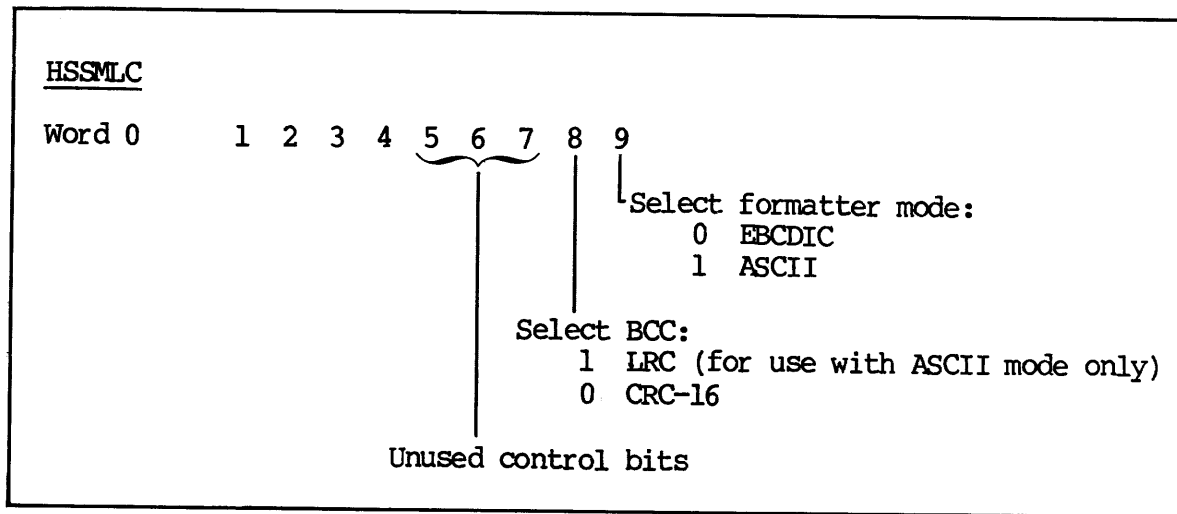 HSSMLC
Word 0 1 2 3 4 5 6 7 8 9
Select formatter mode:
0 EBCDIC
1 ASCII
Select BCC:
1 LRC (for use with ASCII mode only)
0 CRC-16
Unused control bits